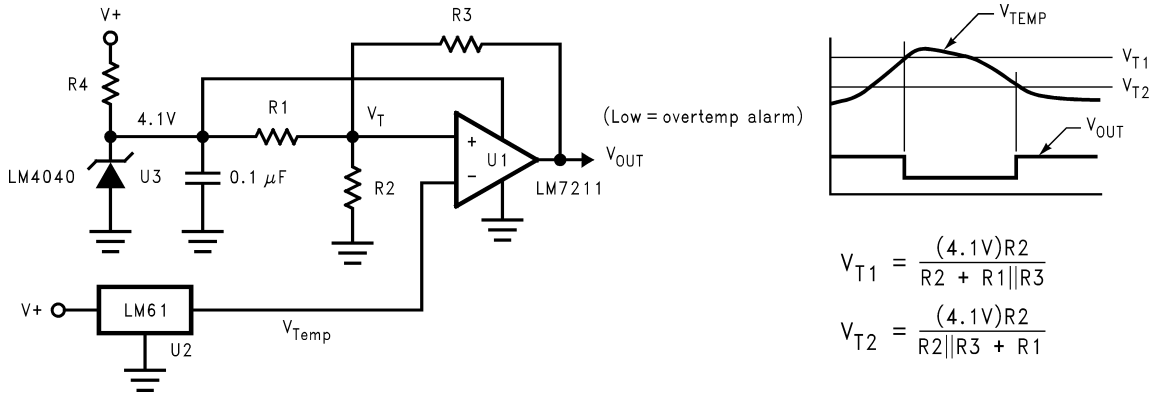 V+
R4
4.1V
LM4040
U3
0.1 μF
R1
V_T
R2
R3
+
−
U1
LM7211
(Low = overtemp alarm)
V_OUT
V+
LM61
U2
V_Temp
V_TEMP
V_T1
V_T2
V_OUT
V_T1 = (4.1V)R2 / R2 + R1||R3
V_T2 = (4.1V)R2 / R2||R3 + R1